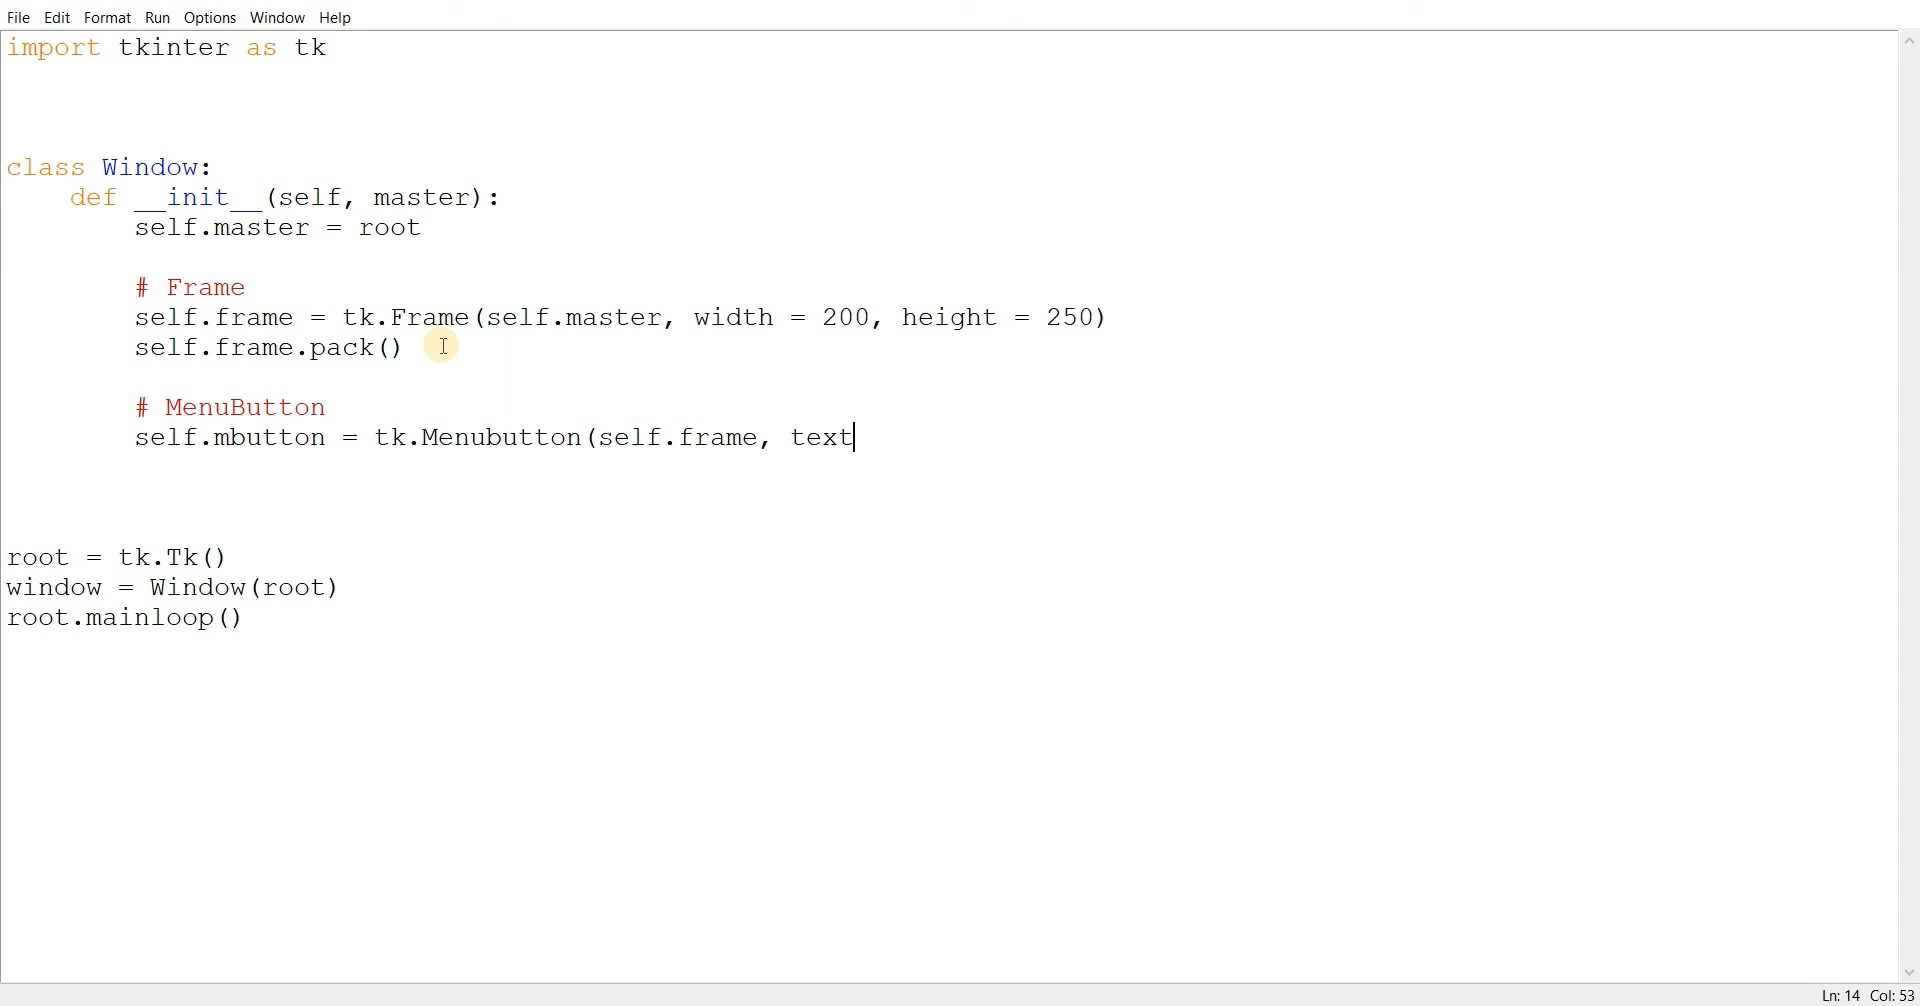 File Edit Format Run Options Window Help
import tkinter as tk
class Window:
    def __init__(self, master):
        self.master = root
        # Frame
        self.frame = tk.Frame(self.master, width = 200, height = 250)
        self.frame.pack()
        # MenuButton
        self.mbutton = tk.Menubutton(self.frame, text
root = tk.Tk()
window = Window(root)
root.mainloop()
Ln: 14 Col: 53